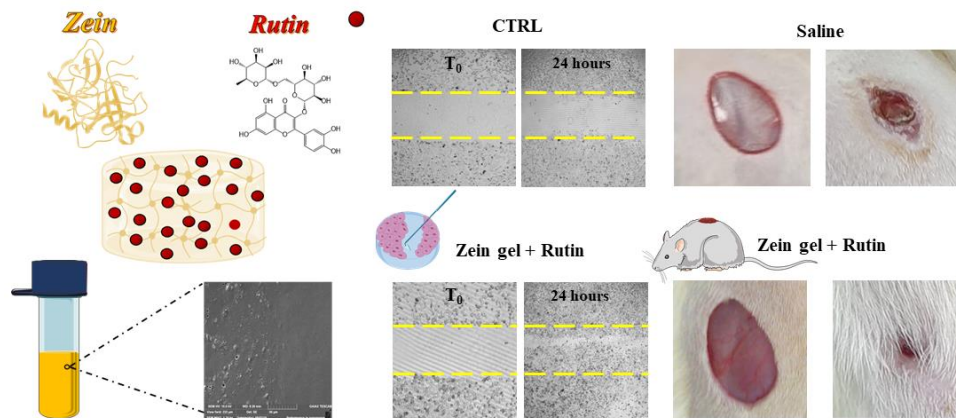 Zein
Rutin
CTRL
Saline
T0
24 hours
Zein gel + Rutin
Zein gel + Rutin
T0
24 hours